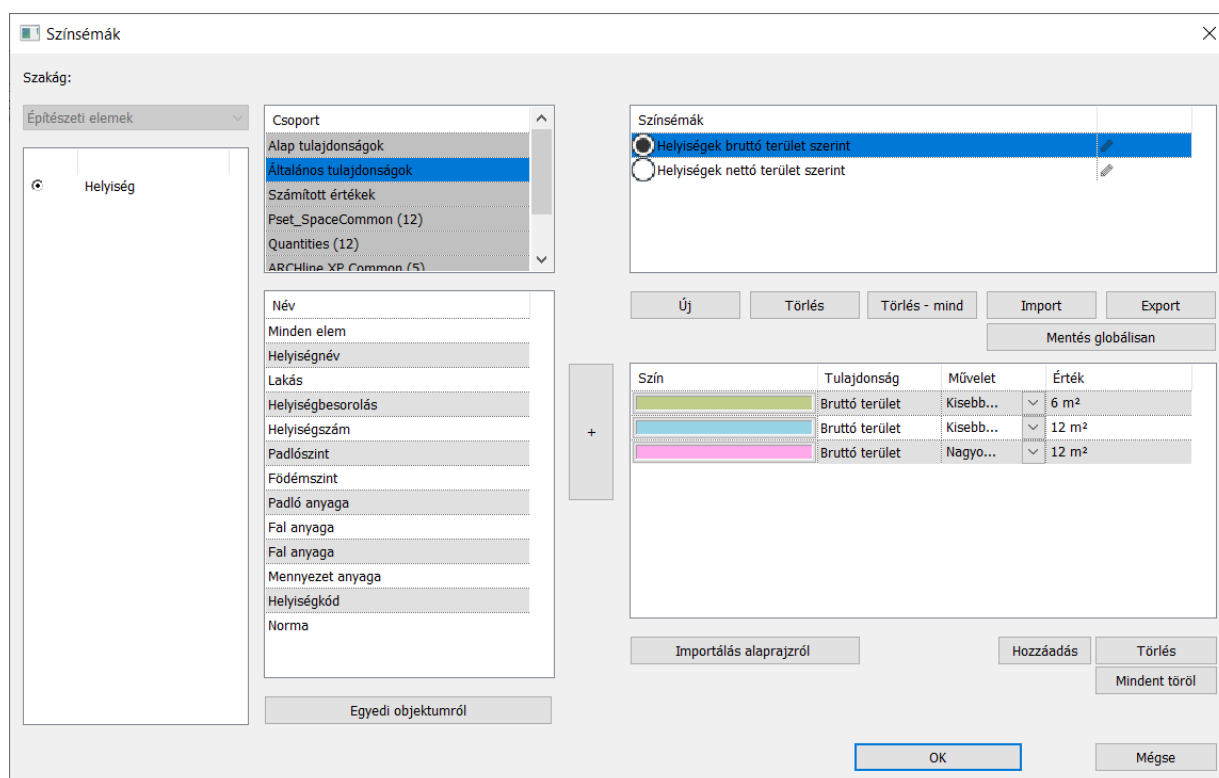 Színsémák
Szakág:
Építészeti elemek
Helyiség
Csoport
Alap tulajdonságok
Általános tulajdonságok
Számított értékek
Pset_SpaceCommon (12)
Quantities (12)
ARCHline.XP Common (5)
Név
Minden elem
Helyiségnév
Lakás
Helyiségbesorolás
Helyiségszám
Padlószint
Födémszint
Padló anyaga
Fal anyaga
Fal anyaga
Mennyezet anyaga
Helyiségkód
Norma
Egyedi objektumról
+
Színsémák
Helyiségek bruttó terület szerint
Helyiségek nettó terület szerint
Új Törlés Törlés - mind Import Export
Mentés globálisan
Szín Tulajdonság Művelet Érték
Bruttó terület Kisebb... 6 m²
Bruttó terület Kisebb... 12 m²
Bruttó terület Nagyo... 12 m²
Importálás alaprajzról Hozzáadás Törlés
Mindent töröl
OK Mégse